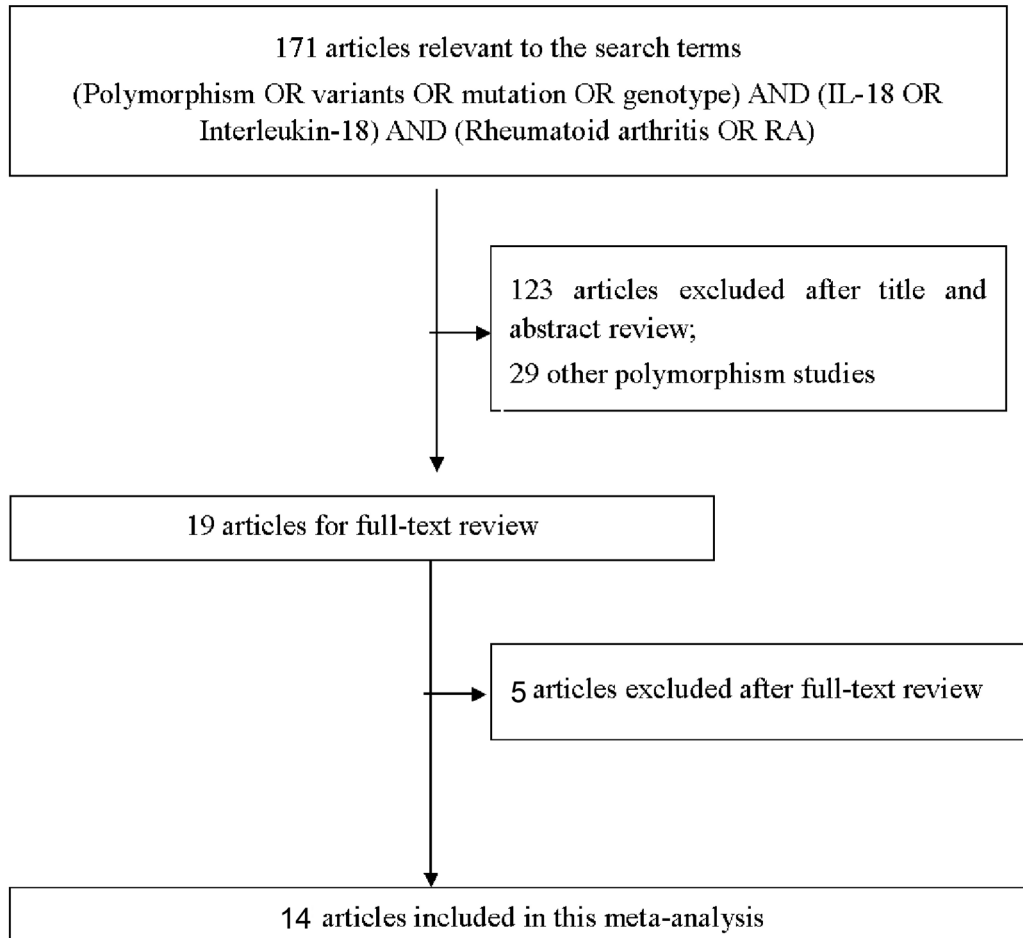 171 articles relevant to the search terms
(Polymorphism OR variants OR mutation OR genotype) AND (IL-18 OR
Interleukin-18) AND (Rheumatoid arthritis OR RA)
123 articles excluded after title and
abstract review;
29 other polymorphism studies
19 articles for full-text review
5 articles excluded after full-text review
14 articles included in this meta-analysis